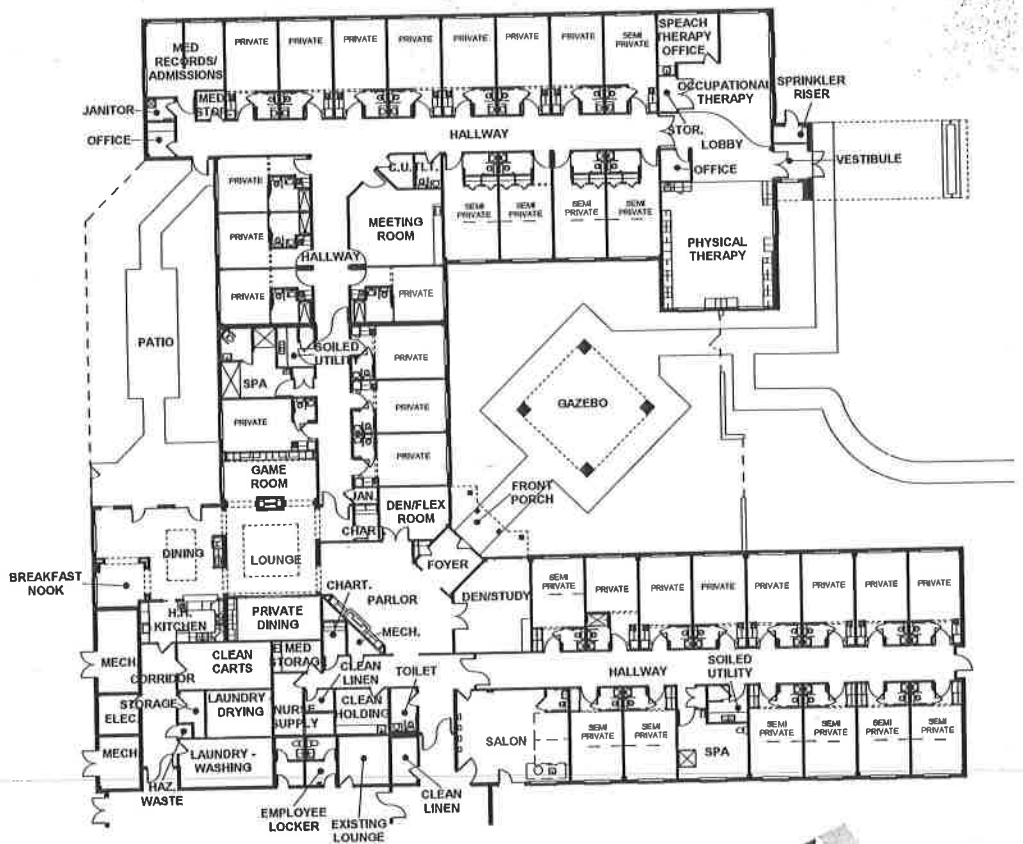 SPEACH
THERAPY
OFFICE
MED
RECORDS/
ADMISSIONS
PRIVATE
PRIVATE
PRIVATE
PRIVATE
PRIVATE
PRIVATE
PRIVATE
SEMI
PRIVATE
OCCUPATIONAL
THERAPY
SPRINKLER
RISER
JANITOR
MED
STOR
OFFICE
HALLWAY
STOR.
LOBBY
OFFICE
VESTIBULE
C.UTLT.
PRIVATE
MEETING
ROOM
SEMI
PRIVATE
SEMI
PRIVATE
SEMI
PRIVATE
SEMI
PRIVATE
PHYSICAL
THERAPY
PRIVATE
HALLWAY
PRIVATE
PRIVATE
PATIO
SOILED
UTILITY
PRIVATE
SPA
PRIVATE
GAZEBO
PRIVATE
PRIVATE
GAME
ROOM
JAN.
DEN/FLEX
ROOM
FRONT
PORCH
CHAR
DINING
LOUNGE
FOYER
BREAKFAST
NOOK
CHART.
PARLOR
DEN/STUDY
SEMI
PRIVATE
PRIVATE
PRIVATE
PRIVATE
PRIVATE
PRIVATE
PRIVATE
PRIVATE
H.H.
KITCHEN
PRIVATE
DINING
MECH.
MECH.
CLEAN
CARTS
MED
STORAGE
CLEAN
LINEN
TOILET
HALLWAY
SOILED
UTILITY
CORRIDOR
STORAGE
LAUNDRY
DRYING
NURSE
SUPPLY
CLEAN
HOLDING
ELEC.
SALON
SEMI
PRIVATE
SEMI
PRIVATE
SPA
SEMI
PRIVATE
SEMI
PRIVATE
SEMI
PRIVATE
SEMI
PRIVATE
MECH
LAUNDRY -
WASHING
HAZ.
WASTE
EMPLOYEE
LOCKER
EXISTING
LOUNGE
CLEAN
LINEN